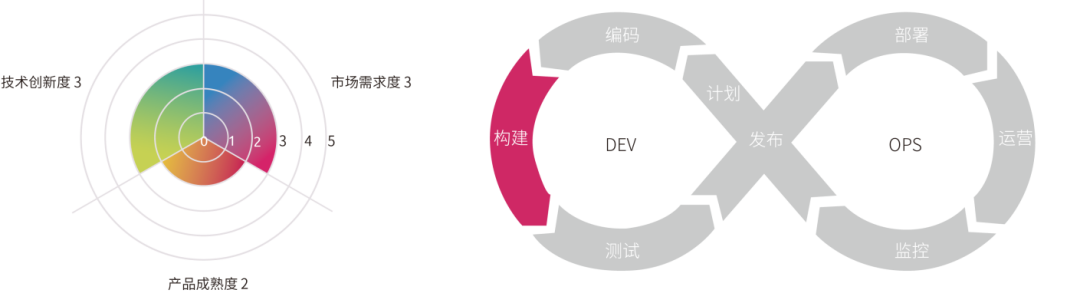 技术创新度 3
市场需求度 3
0 1 2 3 4 5
产品成熟度 2
编码
计划
构建
DEV
发布
测试
部署
OPS
运营
监控